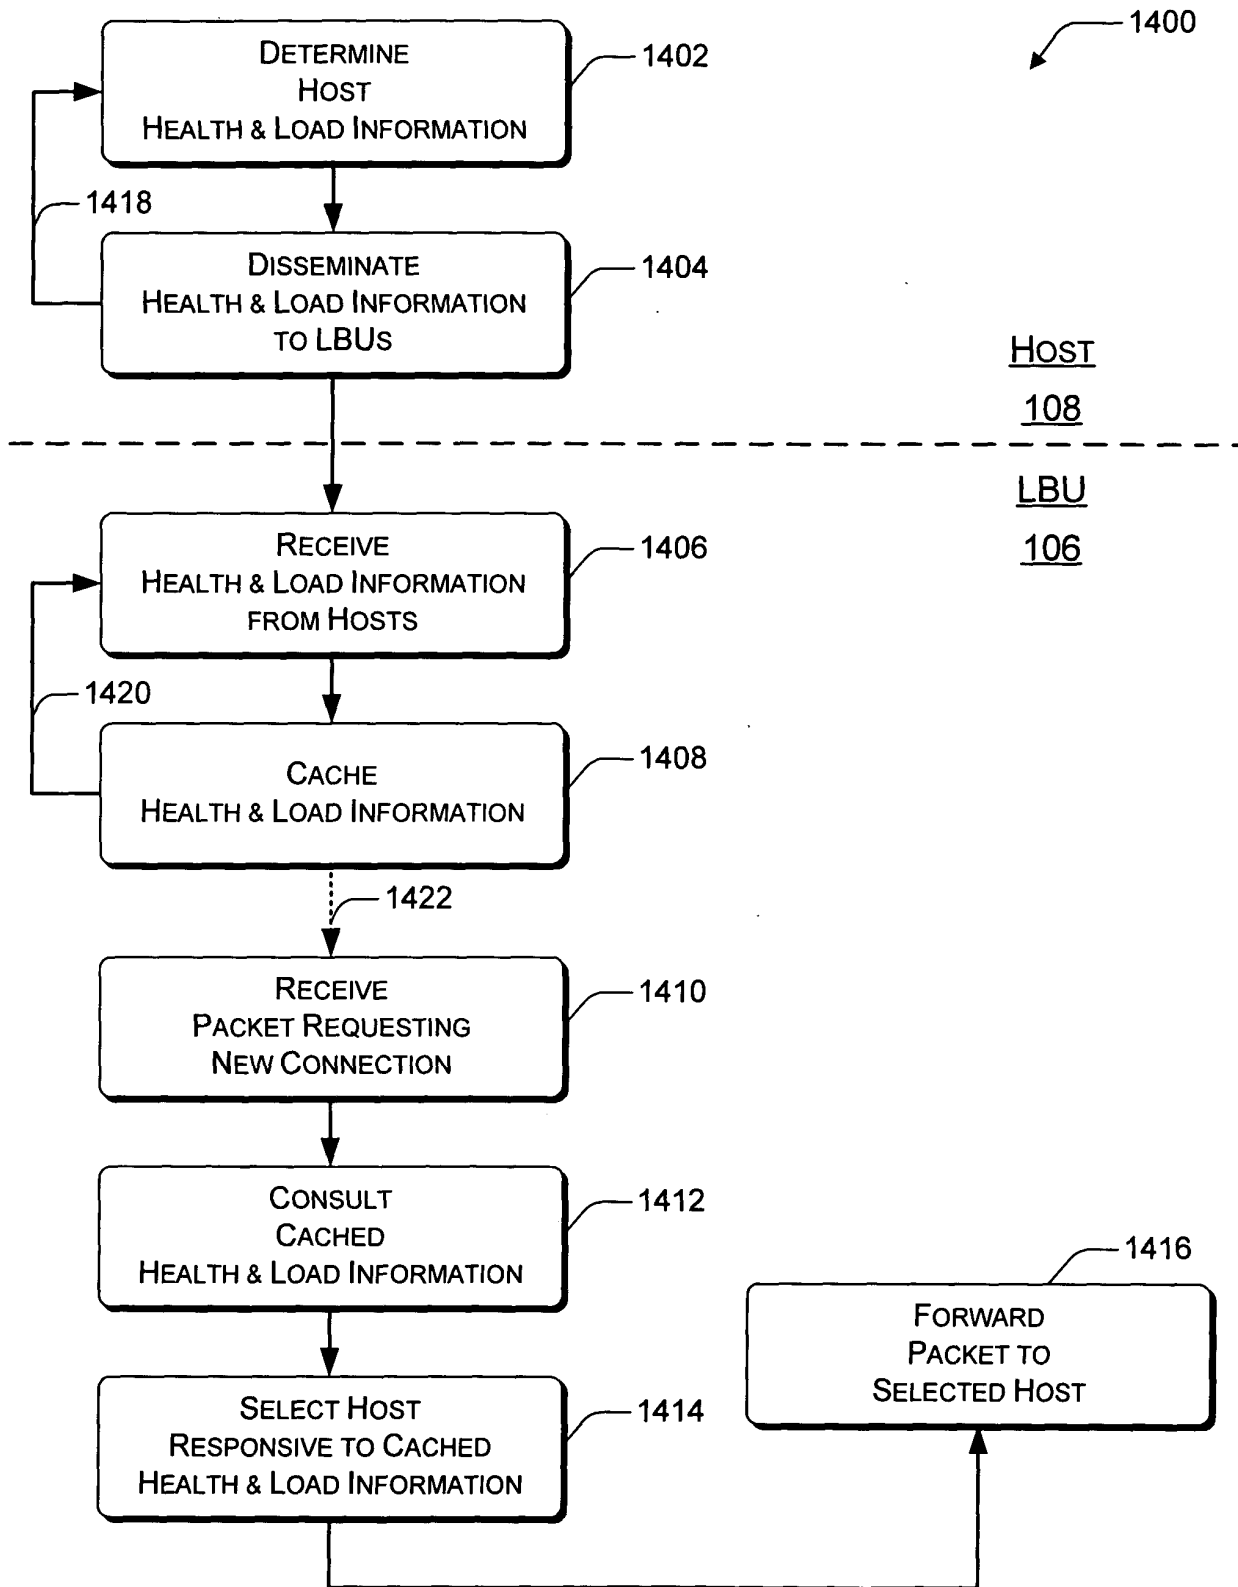 1400
DETERMINE
HOST
HEALTH & LOAD INFORMATION
1402
1418
DISSEMINATE
HEALTH & LOAD INFORMATION
TO LBUS
1404
HOST
108
LBU
106
RECEIVE
HEALTH & LOAD INFORMATION
FROM HOSTS
1406
1420
CACHE
HEALTH & LOAD INFORMATION
1408
1422
RECEIVE
PACKET REQUESTING
NEW CONNECTION
1410
CONSULT
CACHED
HEALTH & LOAD INFORMATION
1412
SELECT HOST
RESPONSIVE TO CACHED
HEALTH & LOAD INFORMATION
1414
1416
FORWARD
PACKET TO
SELECTED HOST